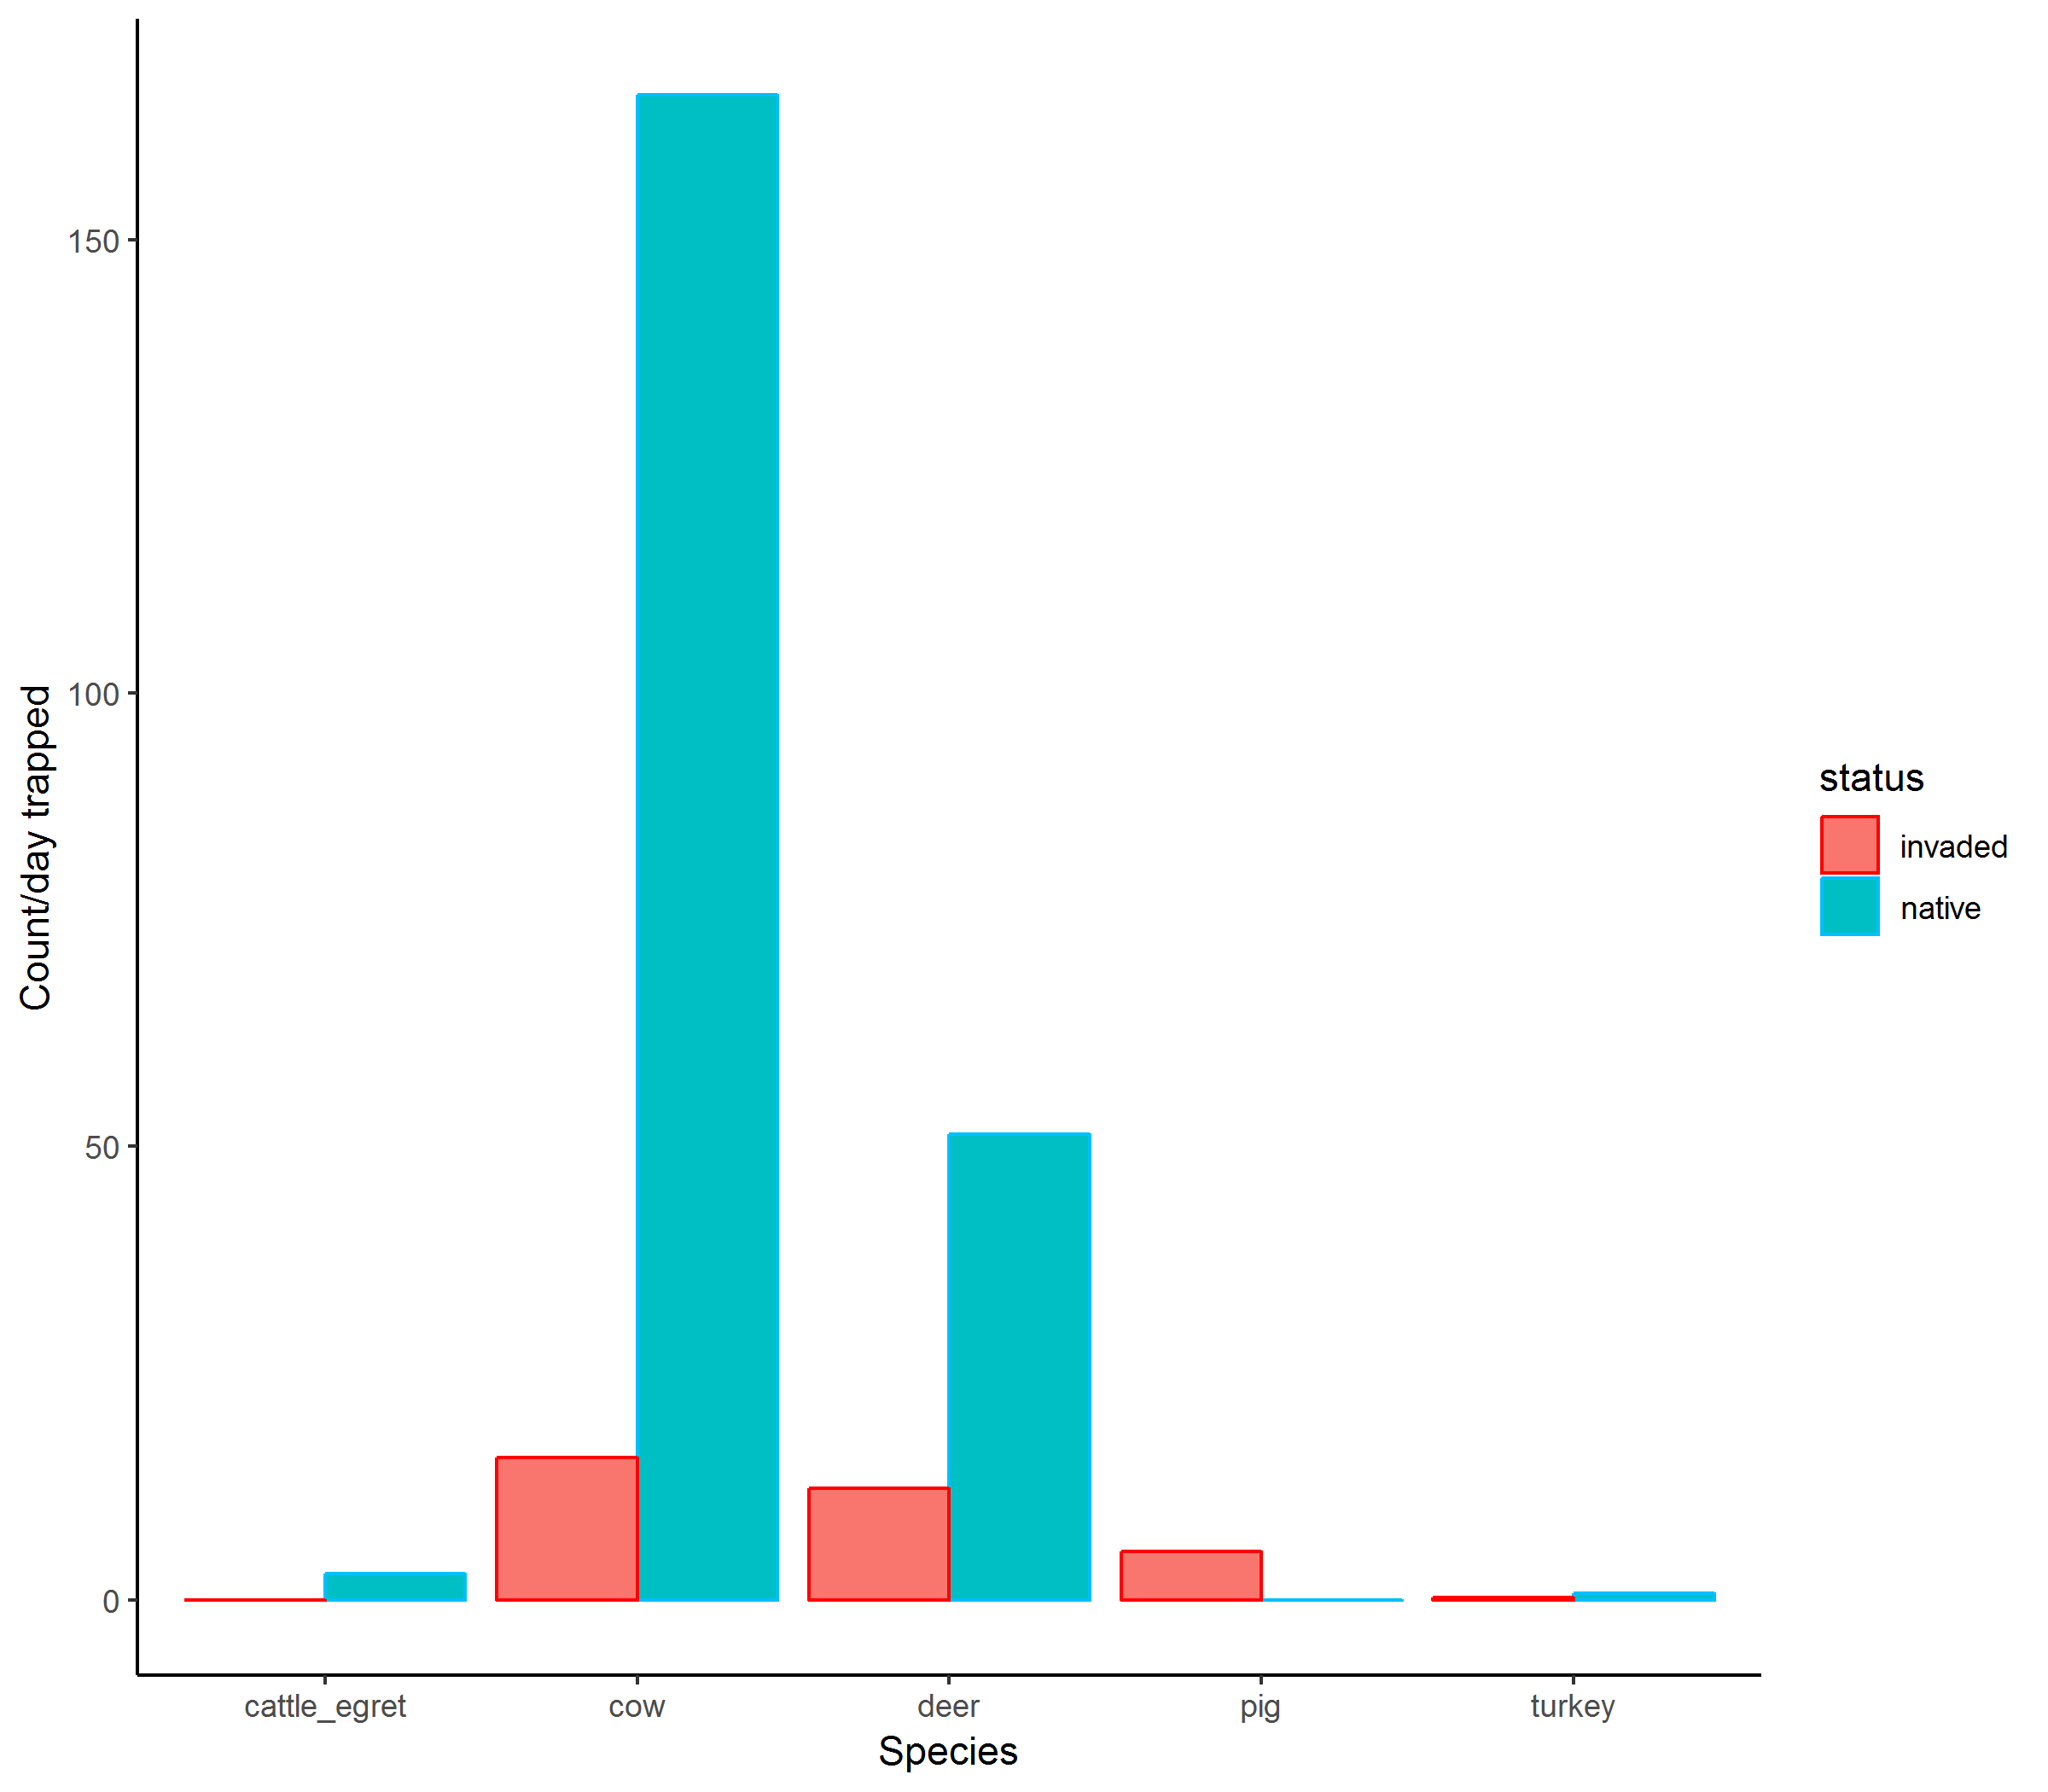 150
100
50
0
Count/day trapped
cattle_egret
cow
deer
pig
turkey
Species
status
invaded
native